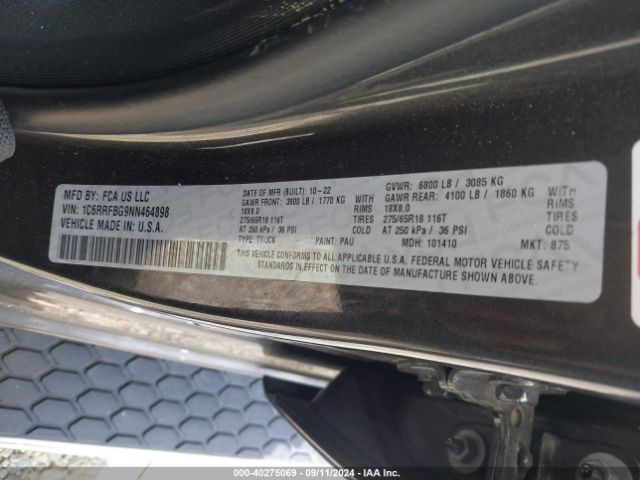 MFD BY: FCA US LLC
VIN: 1C6RRFBG9NN464898
VEHICLE MADE IN: U.S.A.
DATE OF MFR (BUILT): 10-22
GAWR FRONT: 3900 LB / 1770 KG WITH
18X8.0 RIMS
275/65R18 116T TIRES
AT 250 kPa / 36 PSI COLD
GVWR: 6800 LB / 3085 KG
GAWR REAR: 4100 LB / 1860 KG WITH
18X8.0 RIMS
275/65R18 116T TIRES
AT 250 kPa / 36 PSI COLD
TYPE: TRUCK PAINT: PAU MDH: 101410 MKT: 875
THIS VEHICLE CONFORMS TO ALL APPLICABLE U.S.A. FEDERAL MOTOR VEHICLE SAFETY
STANDARDS IN EFFECT ON THE DATE OF MANUFACTURE SHOWN ABOVE.
000-40275069 - 09/11/2024 - IAA Inc.